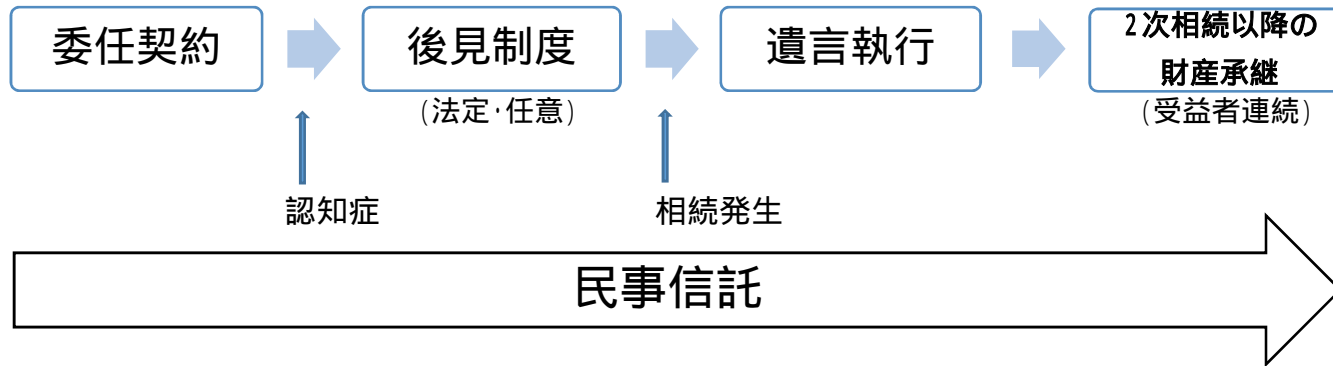 委任契約
後見制度
(法定・任意)
遺言執行
2次相続以降の
財産承継
(受益者連続)
認知症
相続発生
民事信託